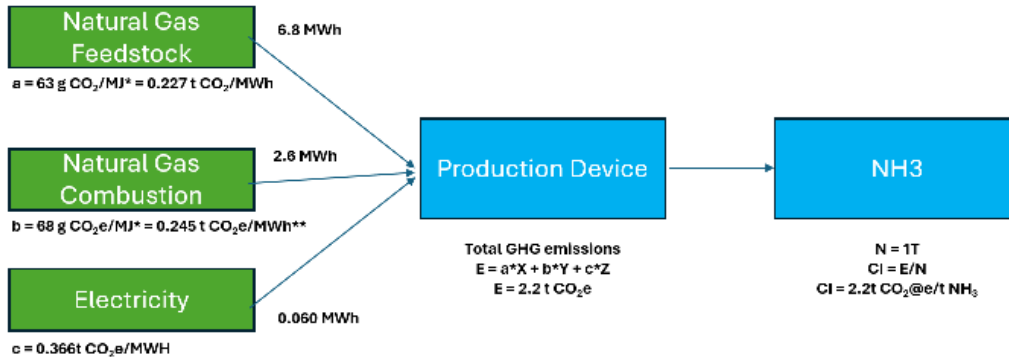 Natural Gas
Feedstock
6.8 MWh
a = 63 g CO₂/MJ* = 0.227 t CO₂/MWh
Natural Gas
Combustion
2.6 MWh
b = 68 g CO₂e/MJ* = 0.245 t CO₂e/MWh**
Electricity
0.060 MWh
c = 0.366t CO₂e/MWH
Production Device
Total GHG emissions
E = a*X + b*Y + c*Z
E = 2.2 t CO₂e
NH3
N = 1T
CI = E/N
CI = 2.2t CO₂@e/t NH₃